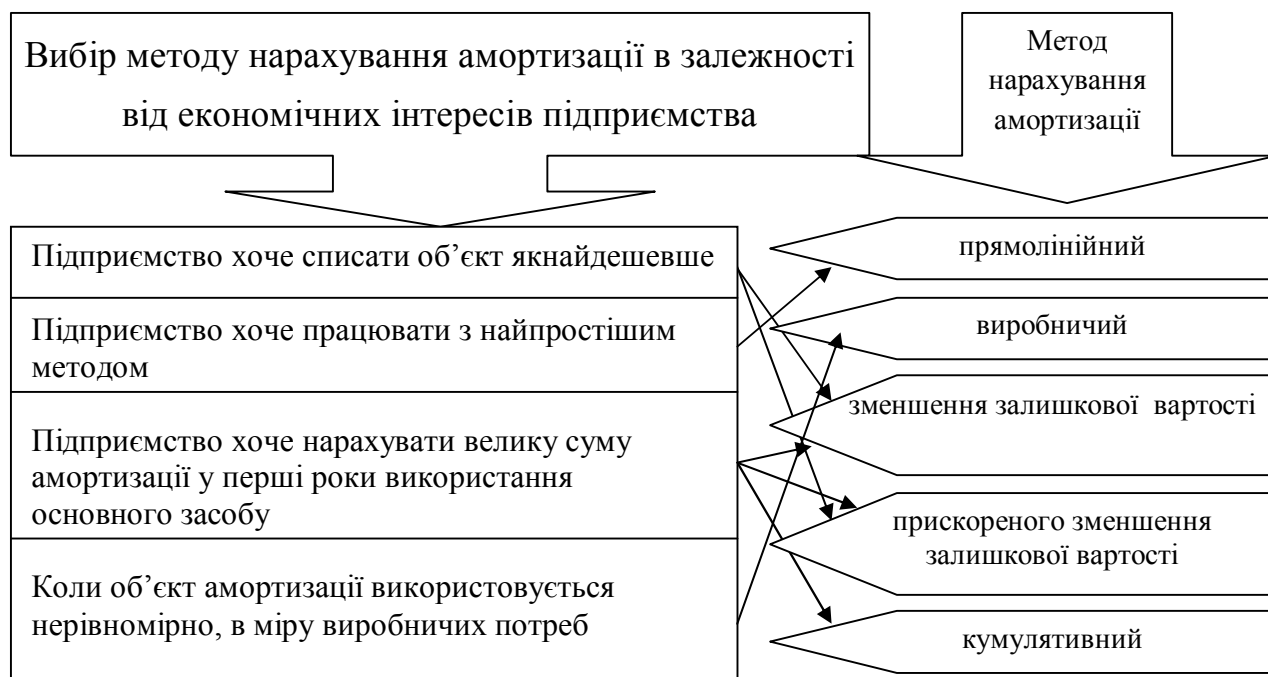 Вибір методу нарахування амортизації в залежності
від економічних інтересів підприємства
Метод
нарахування
амортизації
Підприємство хоче списати об’єкт якнайдешевше
Підприємство хоче працювати з найпростішим
методом
Підприємство хоче нарахувати велику суму
амортизації у перші роки використання
основного засобу
Коли об’єкт амортизації використовується
нерівномірно, в міру виробничих потреб
прямолінійний
виробничий
зменшення залишкової вартості
прискореного зменшення
залишкової вартості
кумулятивний